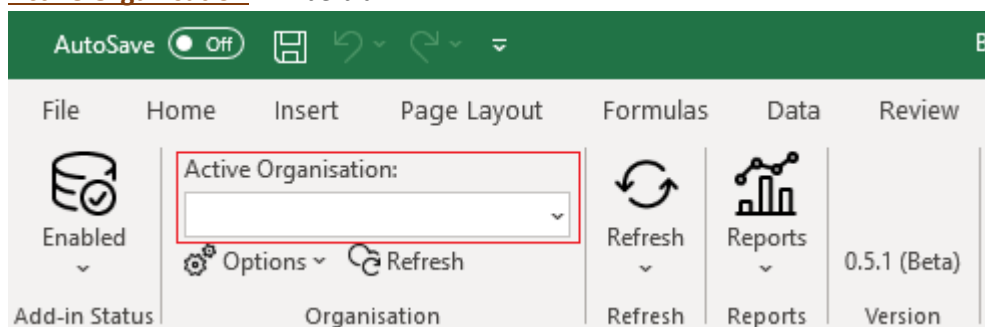 AutoSave Off B
File Home Insert Page Layout Formulas Data Review
Active Organisation:
Enabled
Options Refresh
Refresh
Reports
0.5.1 (Beta)
Add-in Status Organisation Refresh Reports Version